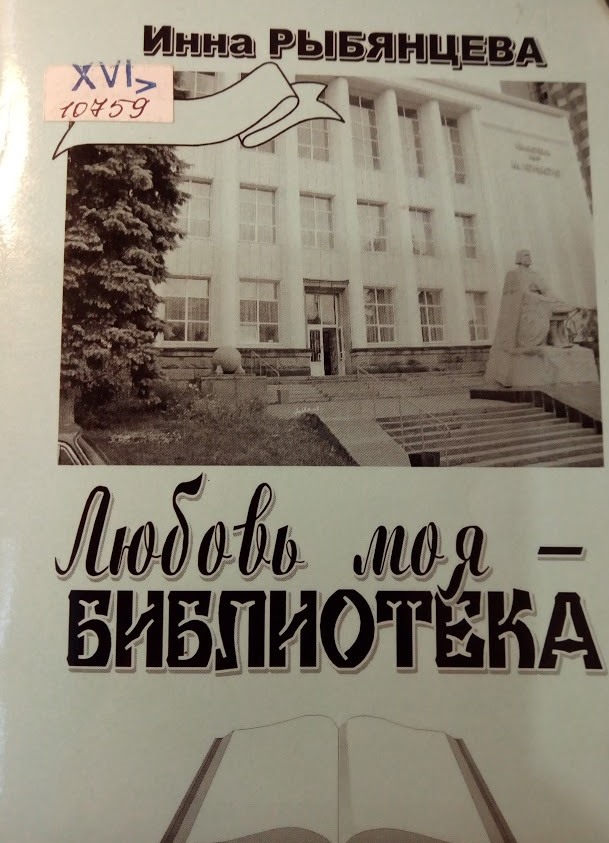 Инна РЫБЯНЦЕВА
XVI >
10759
Любовь моя –
БИБЛИОТЕКА